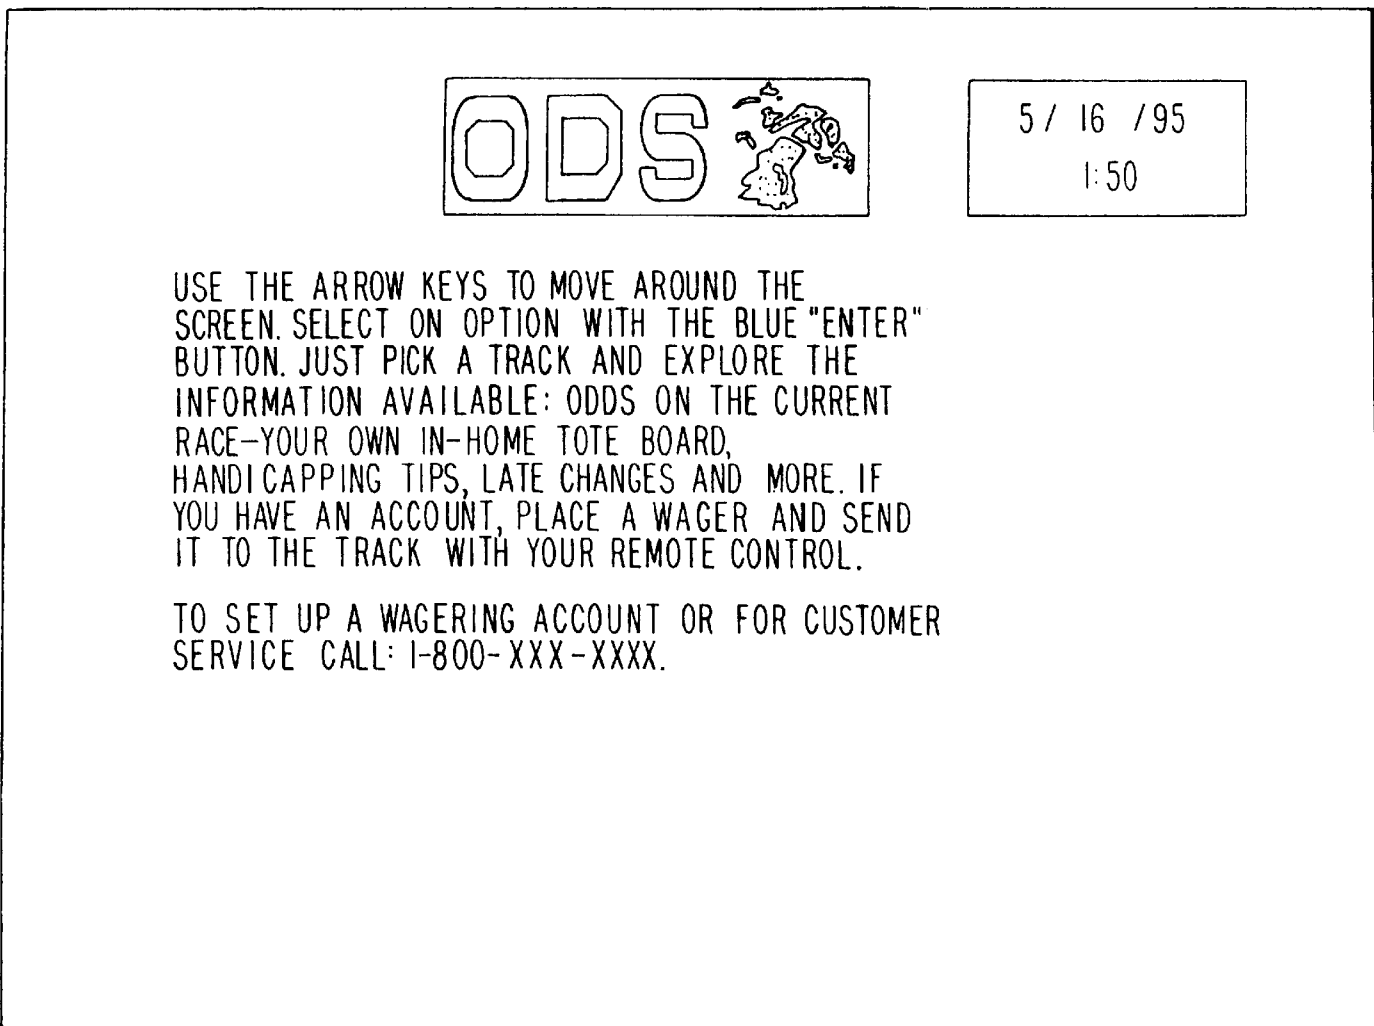 ODS
5/ 16 /95
1:50
USE THE ARROW KEYS TO MOVE AROUND THE
SCREEN. SELECT ON OPTION WITH THE BLUE "ENTER"
BUTTON. JUST PICK A TRACK AND EXPLORE THE
INFORMATION AVAILABLE: ODDS ON THE CURRENT
RACE-YOUR OWN IN-HOME TOTE BOARD,
HANDICAPPING TIPS, LATE CHANGES AND MORE. IF
YOU HAVE AN ACCOUNT, PLACE A WAGER AND SEND
IT TO THE TRACK WITH YOUR REMOTE CONTROL.
TO SET UP A WAGERING ACCOUNT OR FOR CUSTOMER
SERVICE CALL: 1-800-XXX-XXXX.